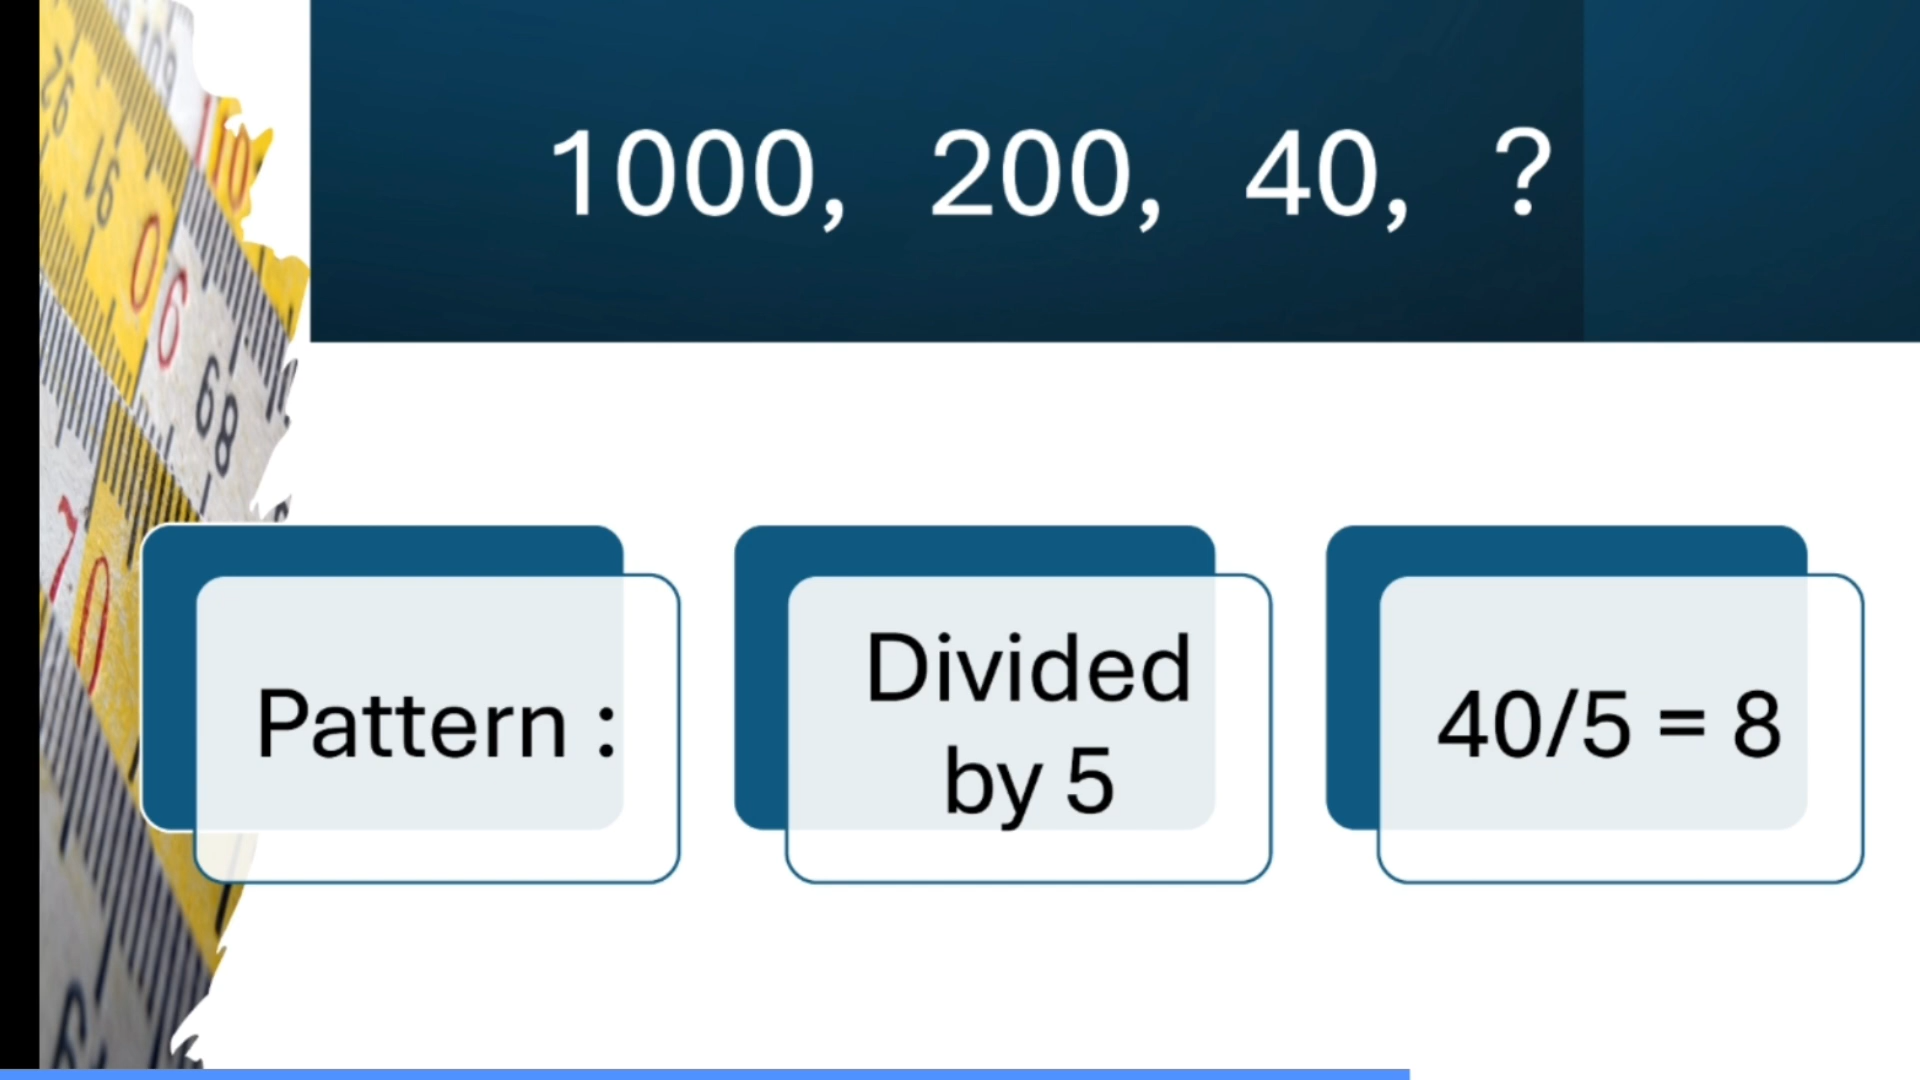 1000, 200, 40, ?
Pattern :
Divided
by 5
40/5 = 8